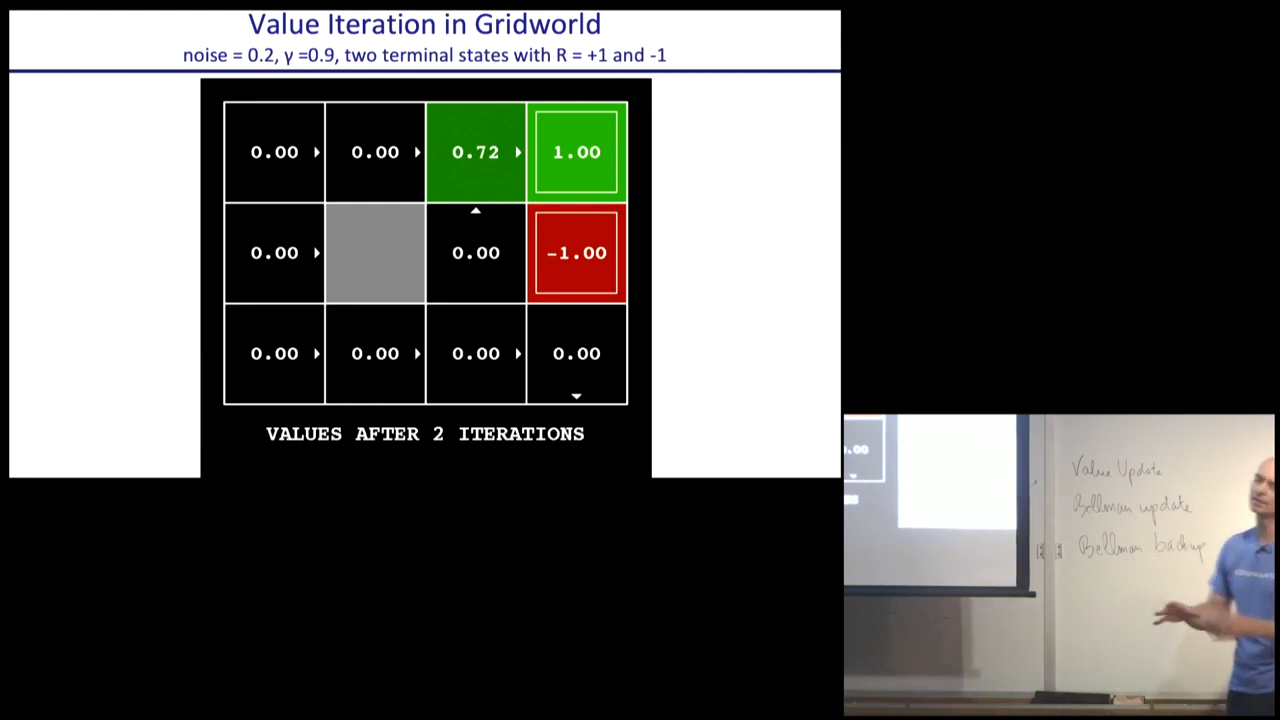 Value Iteration in Gridworld
noise = 0.2, γ =0.9, two terminal states with R = +1 and -1
0.00 0.00 0.72 1.00
0.00 0.00 -1.00
0.00 0.00 0.00 0.00
VALUES AFTER 2 ITERATIONS
Value Update
Bellman update
Bellman backup